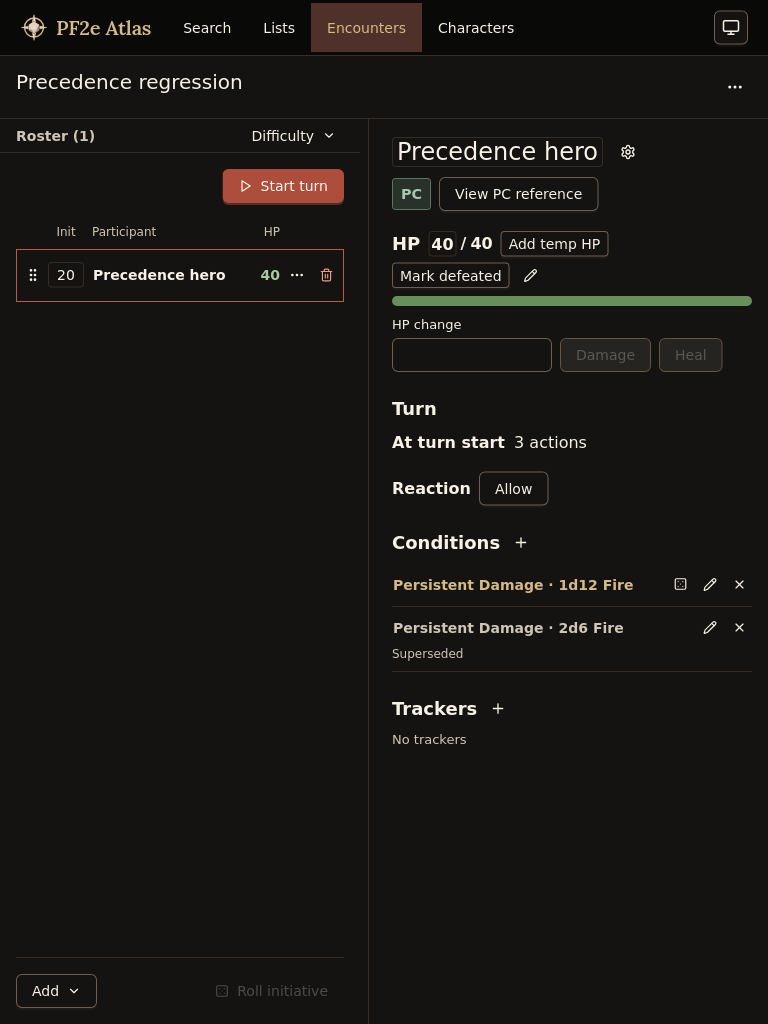 PF2e Atlas Search Lists Encounters Characters
Precedence regression
Roster (1) Difficulty
Start turn
Init Participant HP
20 Precedence hero 40
Add Roll initiative
Precedence hero
PC View PC reference
HP 40 / 40 Add temp HP
Mark defeated
HP change
Damage Heal
Turn
At turn start 3 actions
Reaction Allow
Conditions
Persistent Damage · 1d12 Fire
Persistent Damage · 2d6 Fire
Superseded
Trackers
No trackers